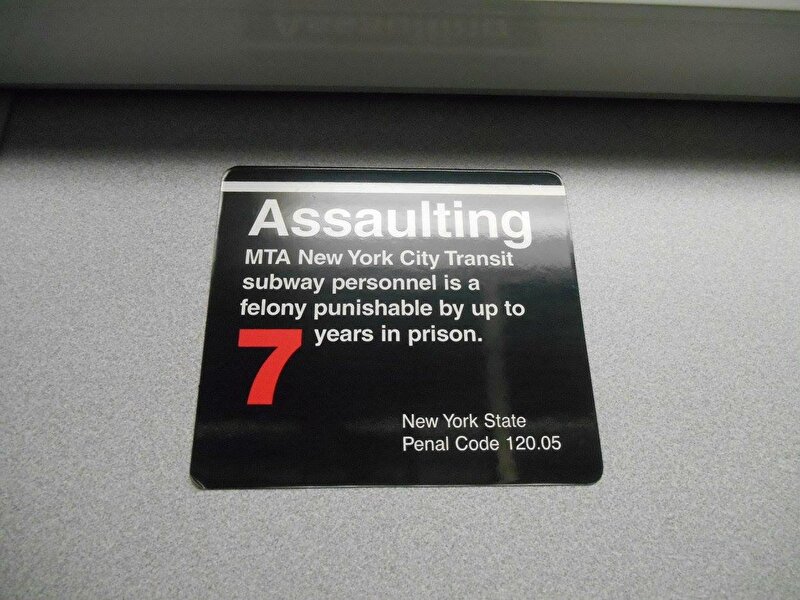 Assaulting
MTA New York City Transit
subway personnel is a
felony punishable by up to
7 years in prison.
New York State
Penal Code 120.05